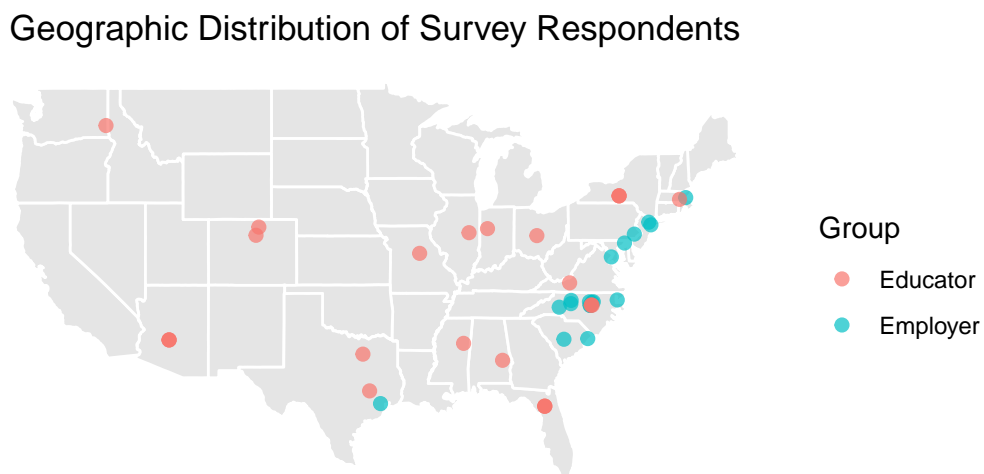 Geographic Distribution of Survey Respondents
Group
Educator
Employer